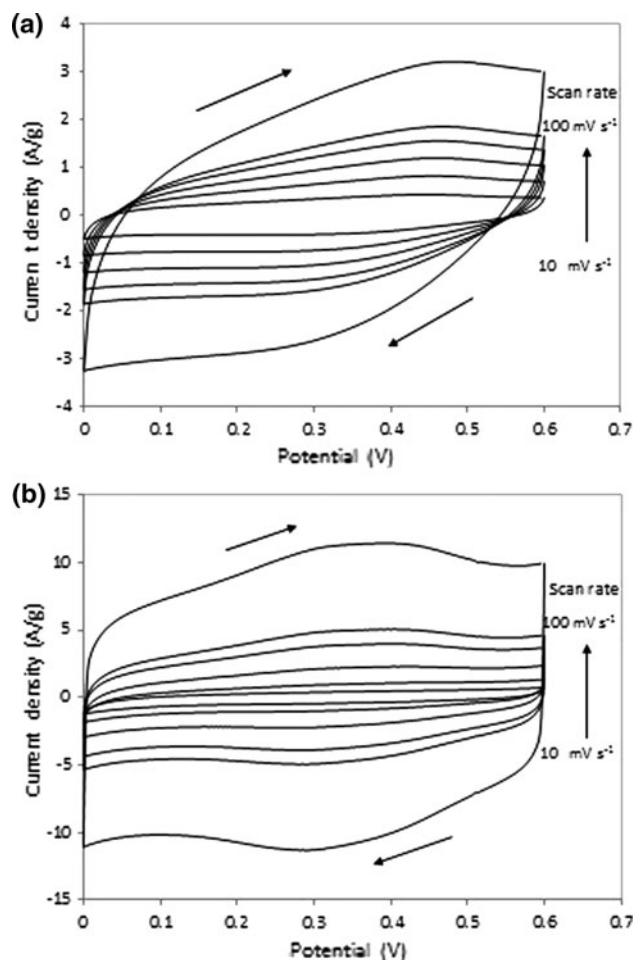 (a)
4
3
2
1
0
-1
-2
-3
-4
Curren t density (A/g)
Scan rate
100 mV s-1
10 mV s-1
0 0.1 0.2 0.3 0.4 0.5 0.6 0.7
Potential (V)
(b)
15
10
5
0
-5
-10
-15
Current density (A/g)
Scan rate
100 mV s-1
10 mV s-1
0 0.1 0.2 0.3 0.4 0.5 0.6 0.7
Potential (V)